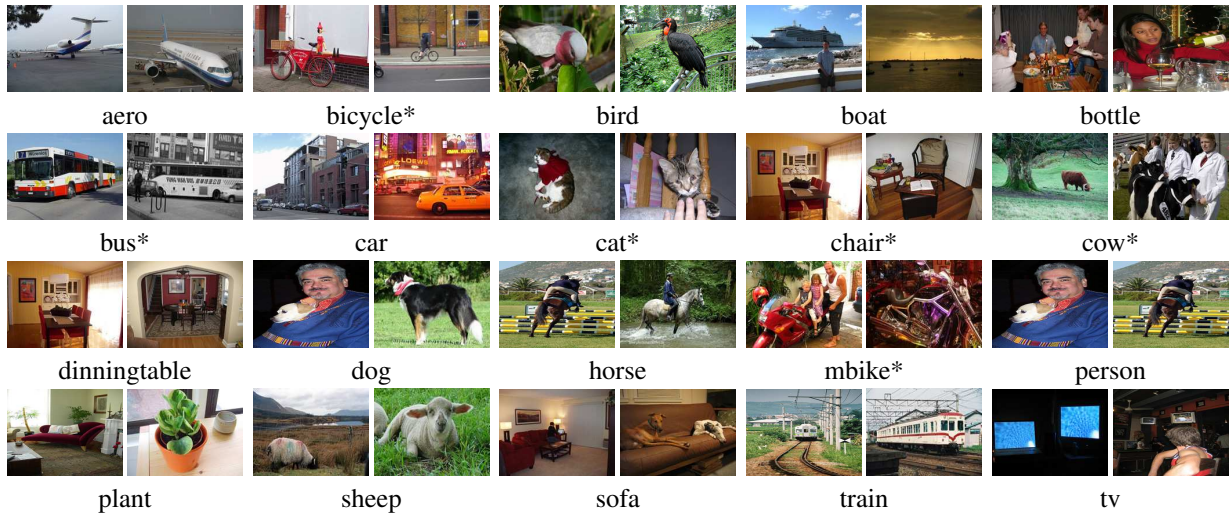 aero bicycle* bird boat bottle
LOEWS
bus* car cat* chair* cow*
dinningtable dog horse mbike* person
plant sheep sofa train tv